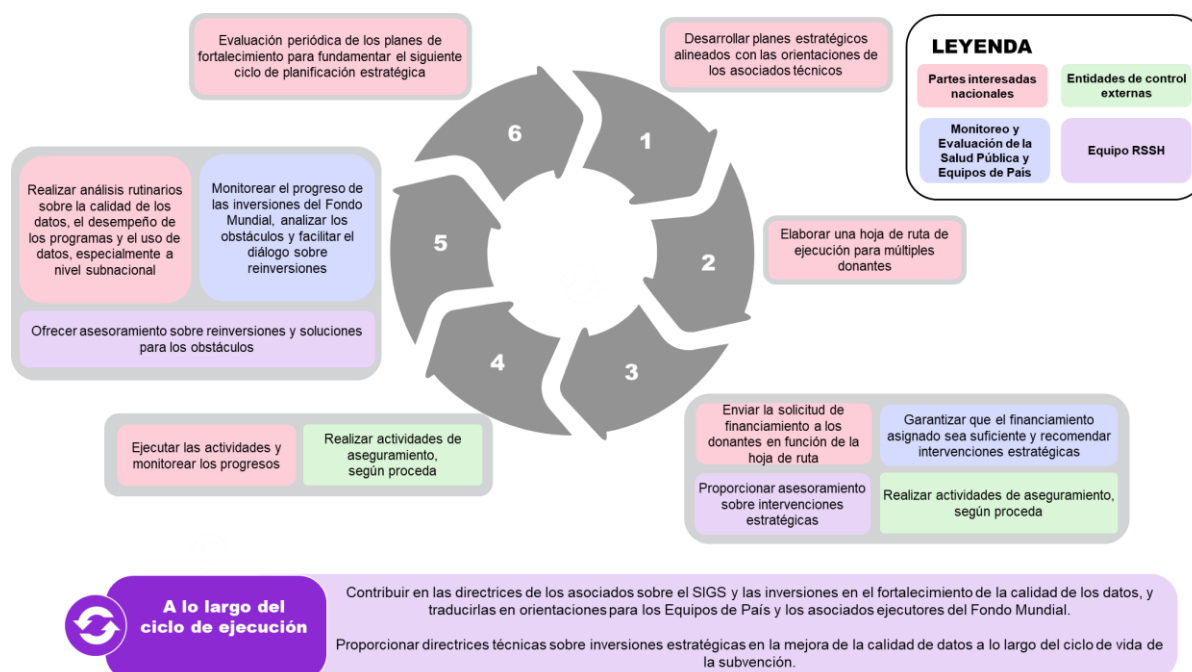 Evaluación periódica de los planes de
fortalecimiento para fundamentar el siguiente
ciclo de planificación estratégica
Desarrollar planes estratégicos
alineados con las orientaciones de
los asociados técnicos
LEYENDA
Partes interesadas
nacionales
Entidades de control
externas
Monitoreo y
Evaluación de la
Salud Pública y
Equipos de País
Equipo RSSH
6
1
5
2
4
3
Realizar análisis rutinarios
sobre la calidad de los
datos, el desempeño de
los programas y el uso de
datos, especialmente a
nivel subnacional
Monitorear el progreso de
las inversiones del Fondo
Mundial, analizar los
obstáculos y facilitar el
diálogo sobre
reinversiones
Ofrecer asesoramiento sobre reinversiones y soluciones
para los obstáculos
Elaborar una hoja de ruta de
ejecución para múltiples
donantes
Ejecutar las actividades y
monitorear los progresos
Realizar actividades de
aseguramiento,
según proceda
Enviar la solicitud de
financiamiento a los
donantes en función de la
hoja de ruta
Garantizar que el financiamiento
asignado sea suficiente y recomendar
intervenciones estratégicas
Proporcionar asesoramiento
sobre intervenciones
estratégicas
Realizar actividades de aseguramiento,
según proceda
A lo largo del
ciclo de ejecución
Contribuir en las directrices de los asociados sobre el SIGS y las inversiones en el fortalecimiento de la calidad de los datos, y
traducirlas en orientaciones para los Equipos de País y los asociados ejecutores del Fondo Mundial.
Proporcionar directrices técnicas sobre inversiones estratégicas en la mejora de la calidad de datos a lo largo del ciclo de vida de
la subvención.